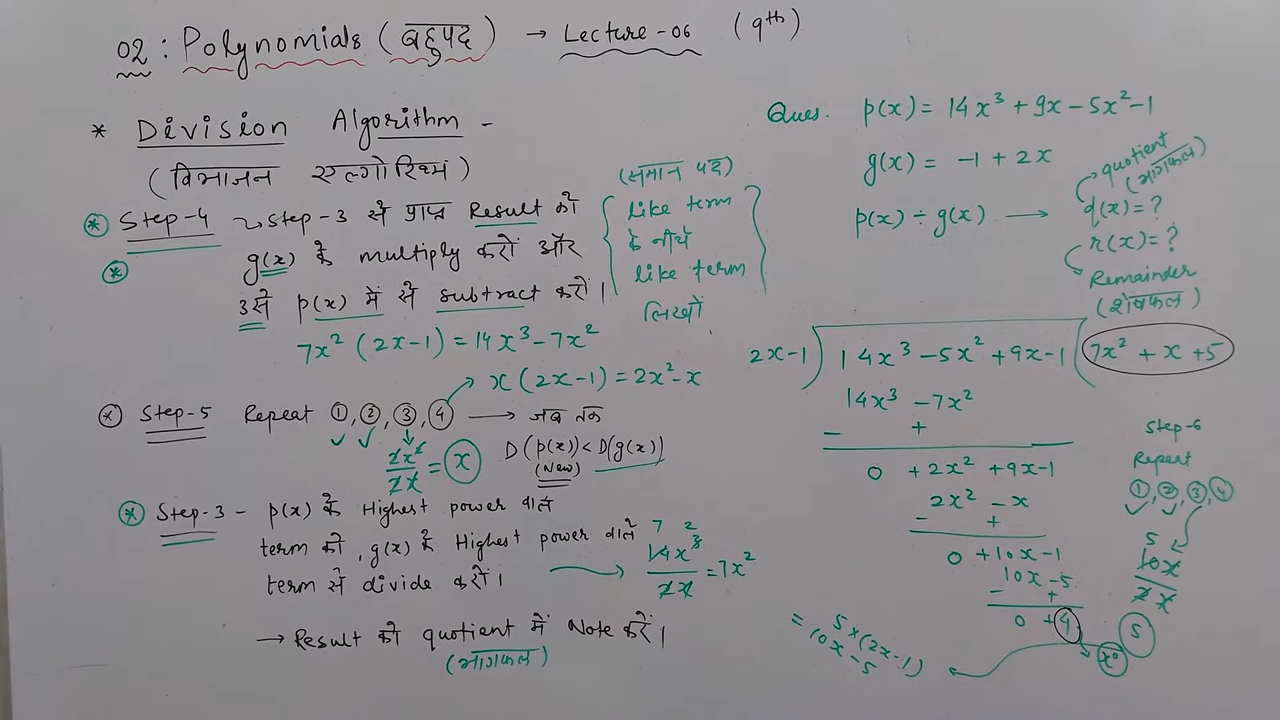 02 : Polynomials (बहुपद) → Lecture-06 (9th)
* Division Algorithm -
(विभाजन एल्गोरिथ्म)
* Step-4 → Step-3 से प्राप्त Result को
* g(x) के multiply करों और
उसे p(x) में से subtract करों।
(समान पद)
{ like term
के नीचे
like term }
लिखों
7x² (2x-1) = 14x³ - 7x²
→ x (2x-1) = 2x² - x
* Step-5 Repeat ①, ②, ③, ④ → जब तक
2x²/2x = x D(p(x)) < D(g(x))
(New)
* Step-3 - p(x) के Highest power वाले
term को, g(x) के Highest power वाले
term से divide करों। → 14x³/2x = 7x²
7 2
→ Result को quotient में Note करें।
(भागफल)
Ques. p(x) = 14x³ + 9x - 5x² - 1
g(x) = -1 + 2x
p(x) ÷ g(x) → q(x) = ?
quotient
(भागफल)
r(x) = ?
Remainder
(शेषफल)
2x-1 ) 14x³ - 5x² + 9x - 1 ( 7x² + x + 5
14x³ - 7x²
- +
0 + 2x² + 9x - 1
2x² - x
- +
0 + 10x - 1
10x - 5
- +
0 + 4
x⁰
Step-6
Repeat
①, ②, ③, ④
5
10x/2x
5
= 5 × (2x-1)
10x - 5